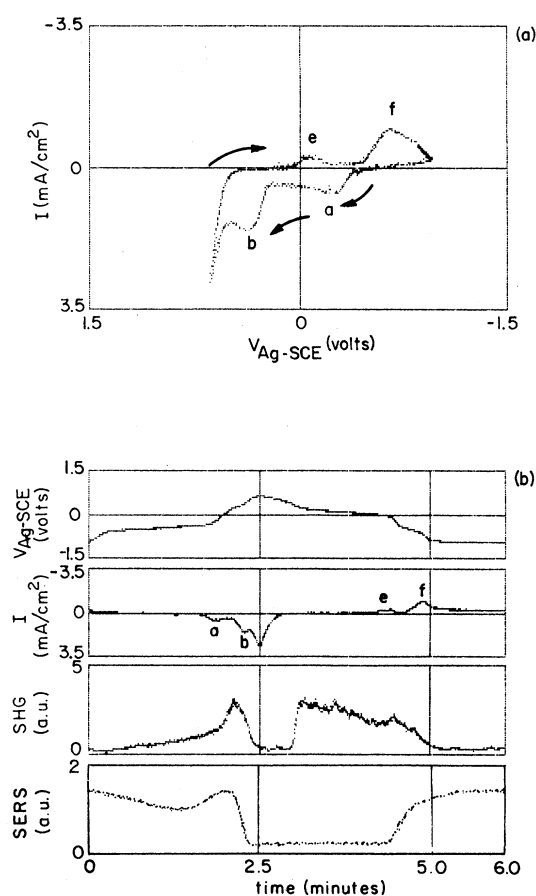 -3.5
(a)
f
e
I (mA/cm²)
0
a
b
3.5
1.5
0
-1.5
V_Ag-SCE (volts)
(b)
1.5
V_Ag-SCE (volts)
0
-1.5
-3.5
e
f
I (mA/cm²)
0
a
b
3.5
5
SHG (a.u.)
0
2
SERS (a.u.)
0
0
2.5
5.0
6.0
time (minutes)